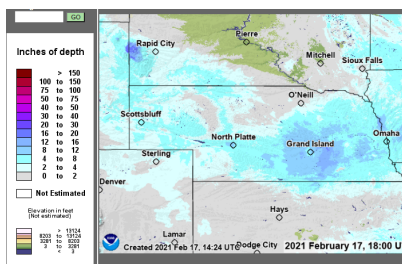 GO
Inches of depth
> 150
100 to 150
75 to 100
50 to 75
40 to 50
30 to 40
20 to 30
16 to 20
12 to 16
8 to 12
4 to 8
2 to 4
0 to 2
Not Estimated
Elevation in feet
(Not estimated)
> 13124
8203 to 13124
3281 to 8203
3 to 3281
< 3
Pierre
Rapid City
Mitchell
Sioux Falls
O'Neill
Scottsbluff
North Platte
Grand Island
Omaha
Sterling
Denver
Hays
Lamar
Dodge City
Created 2021 Feb 17, 14:24 UTC
2021 February 17, 18:00 U